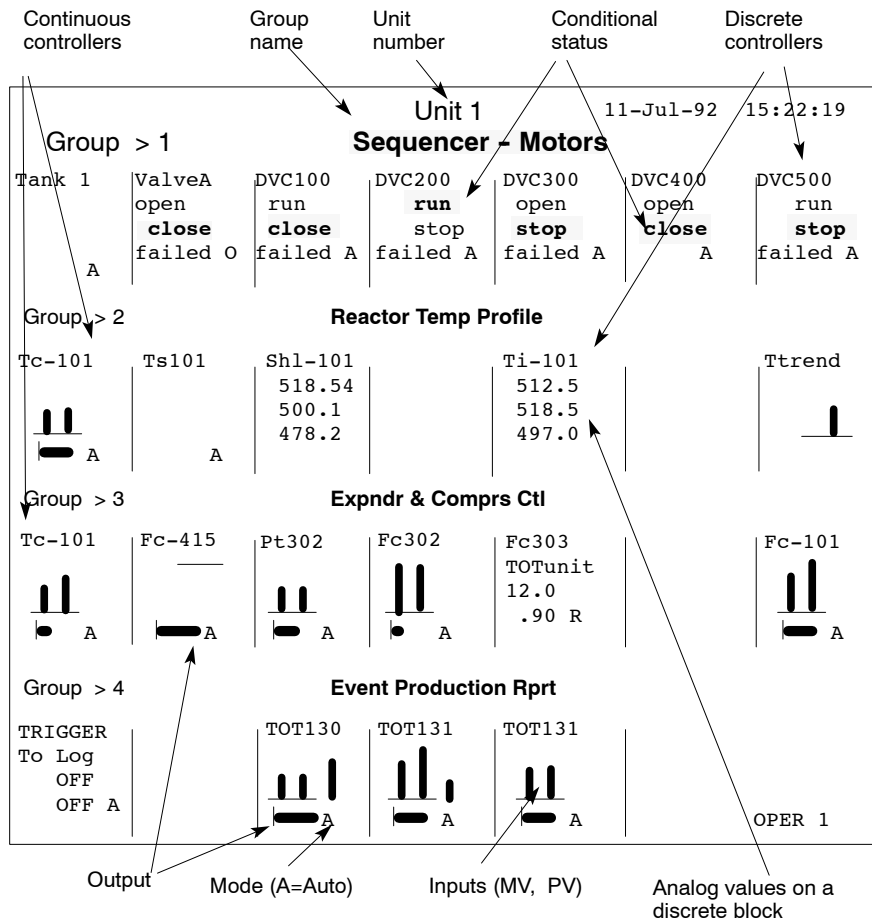 Continuous controllers
Group name
Unit number
Conditional status
Discrete controllers
Unit 1
11-Jul-92 15:22:19
Group > 1
Sequencer - Motors
Tank 1 ValveA DVC100 DVC200 DVC300 DVC400 DVC500
open run run open open run
close close stop stop close stop
A failed O failed A failed A failed A A failed A
Group > 2
Reactor Temp Profile
Tc-101 Ts101 Shl-101 Ti-101 Ttrend
518.54 512.5
500.1 518.5
478.2 497.0
A A
Group > 3
Expndr & Comprs Ctl
Tc-101 Fc-415 Pt302 Fc302 Fc303 Fc-101
TOTunit
12.0
.90 R
A A A A A
Group > 4
Event Production Rprt
TRIGGER TOT130 TOT131 TOT131
To Log
OFF
OFF A A A A OPER 1
Output
Mode (A=Auto)
Inputs (MV, PV)
Analog values on a discrete block